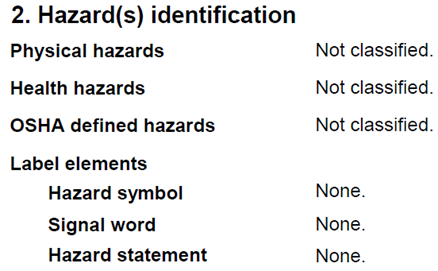 2. Hazard(s) identification
Physical hazards Not classified.
Health hazards Not classified.
OSHA defined hazards Not classified.
Label elements
Hazard symbol None.
Signal word None.
Hazard statement None.